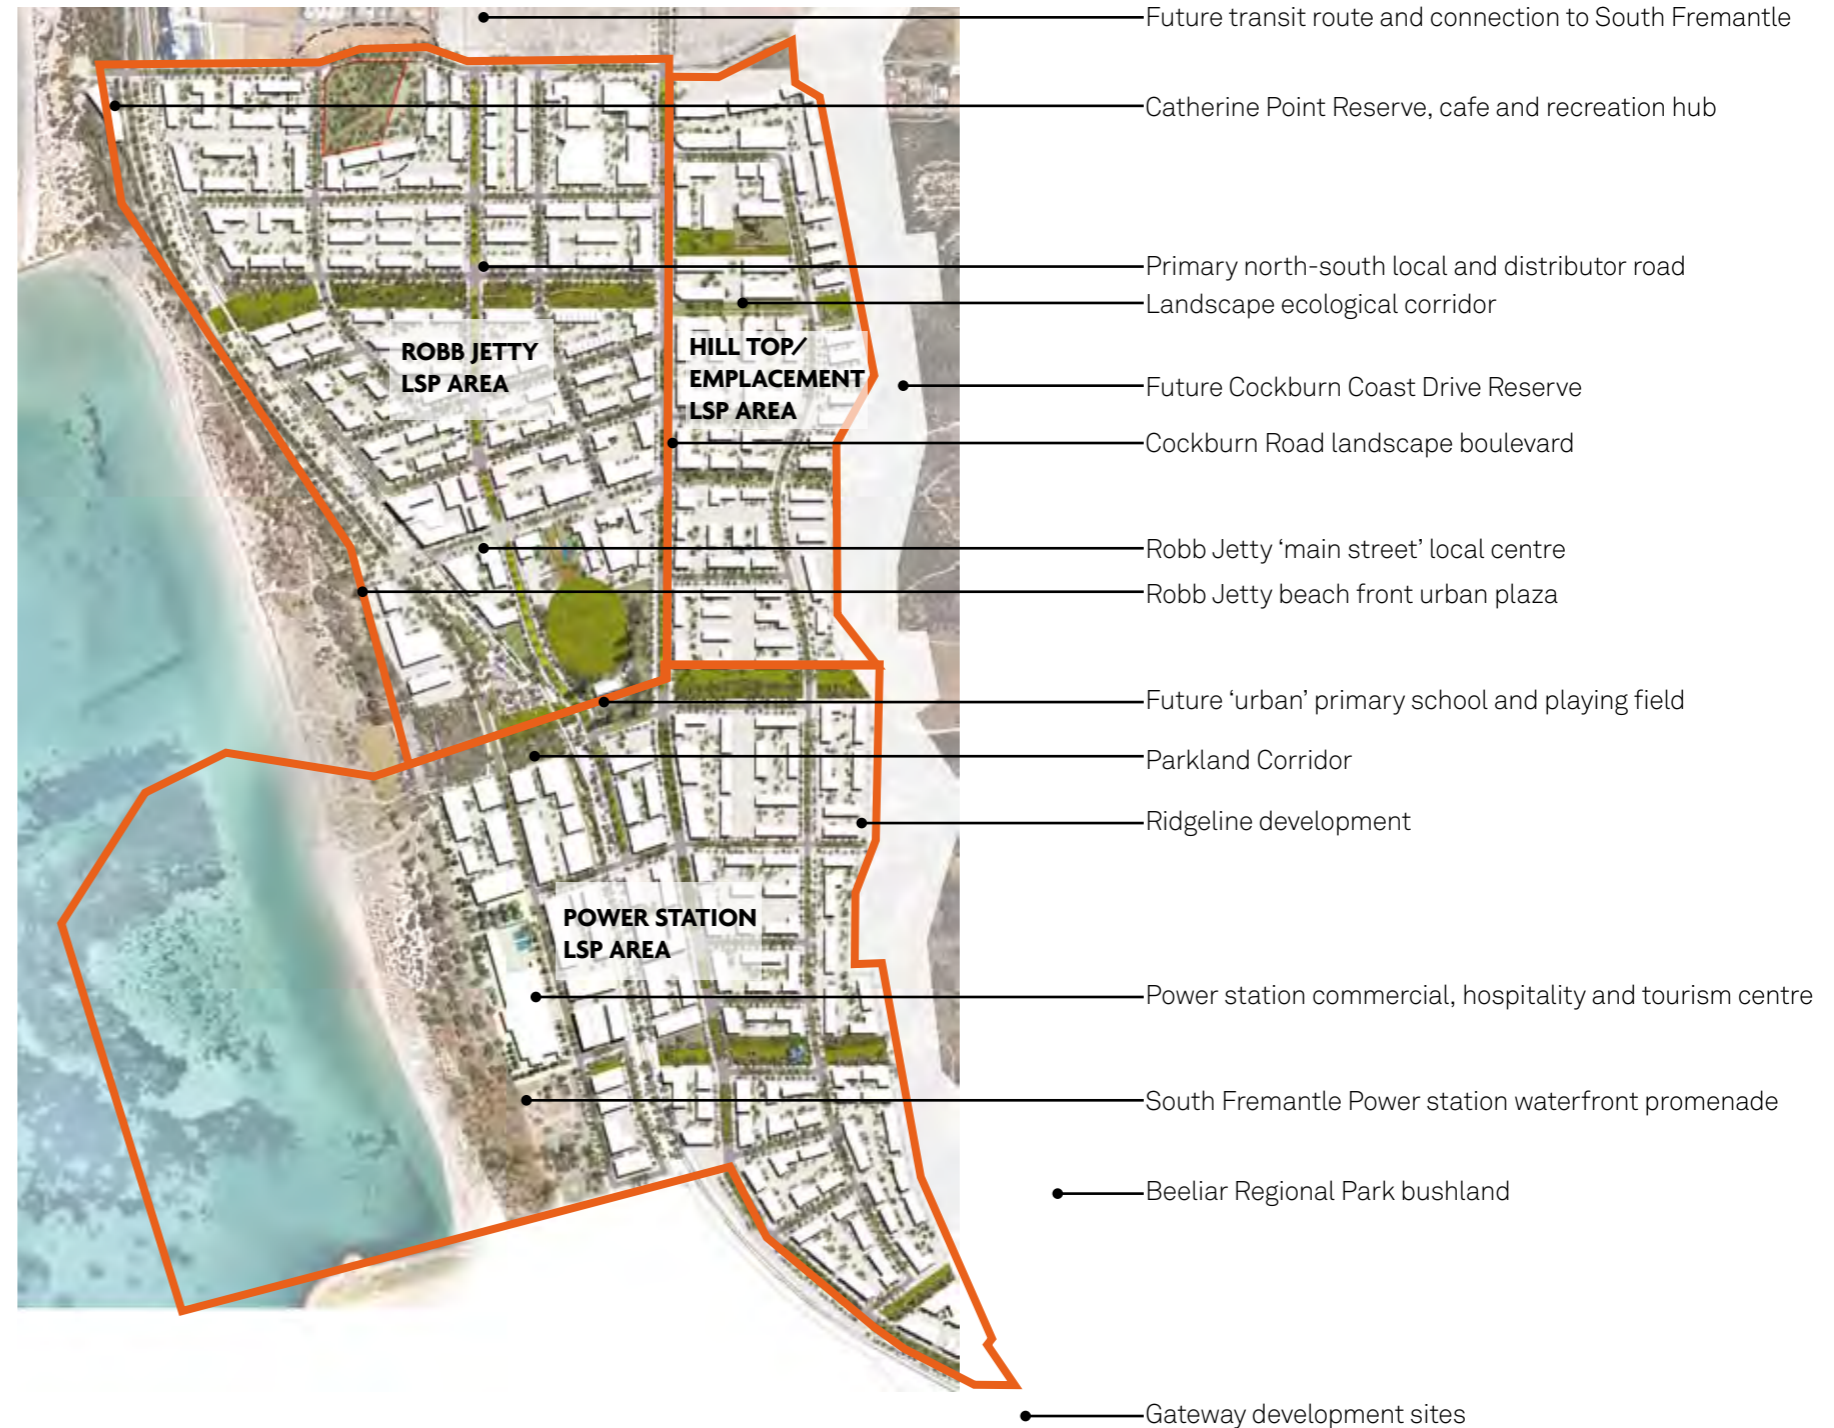 Future transit route and connection to South Fremantle
Catherine Point Reserve, cafe and recreation hub
Primary north-south local and distributor road
Landscape ecological corridor
ROBB JETTY
LSP AREA
HILL TOP/
EMPLACEMENT
LSP AREA
Future Cockburn Coast Drive Reserve
Cockburn Road landscape boulevard
Robb Jetty ‘main street’ local centre
Robb Jetty beach front urban plaza
Future ‘urban’ primary school and playing field
Parkland Corridor
Ridgeline development
POWER STATION
LSP AREA
Power station commercial, hospitality and tourism centre
South Fremantle Power station waterfront promenade
Beeliar Regional Park bushland
Gateway development sites